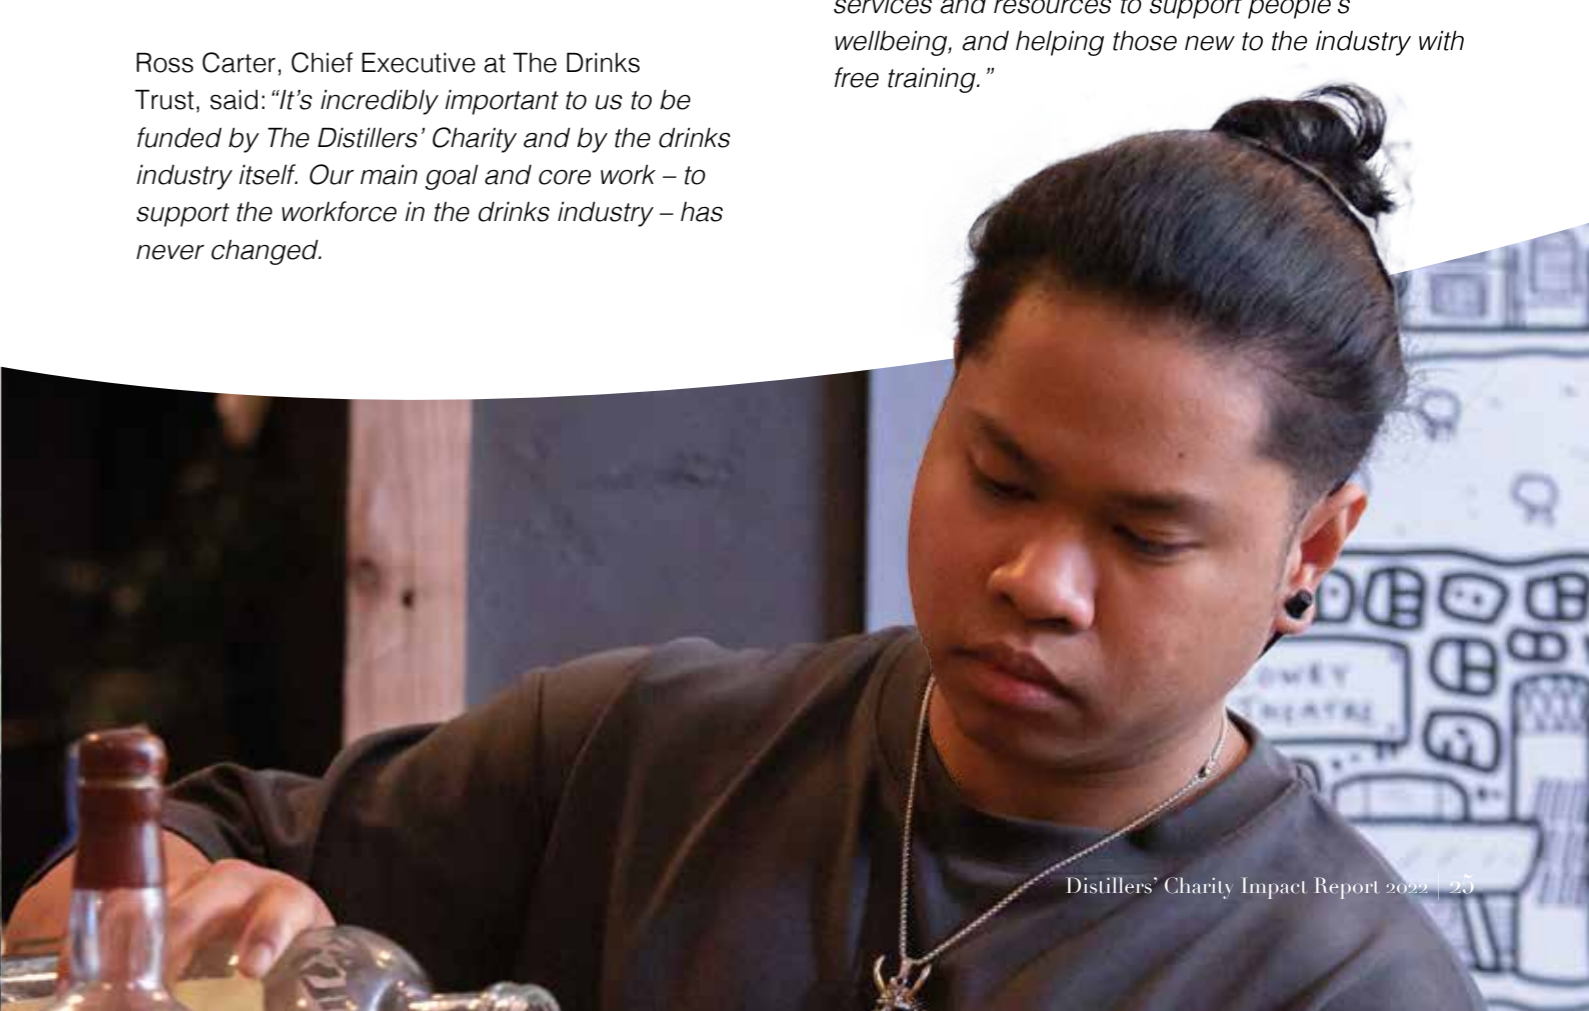 Ross Carter, Chief Executive at The Drinks
Trust, said: “It’s incredibly important to us to be
funded by The Distillers’ Charity and by the drinks
industry itself. Our main goal and core work – to
support the workforce in the drinks industry – has
never changed.
services and resources to support people’s
wellbeing, and helping those new to the industry with
free training.”
OWRY
THEATRE
Distillers’ Charity Impact Report 2022 | 25